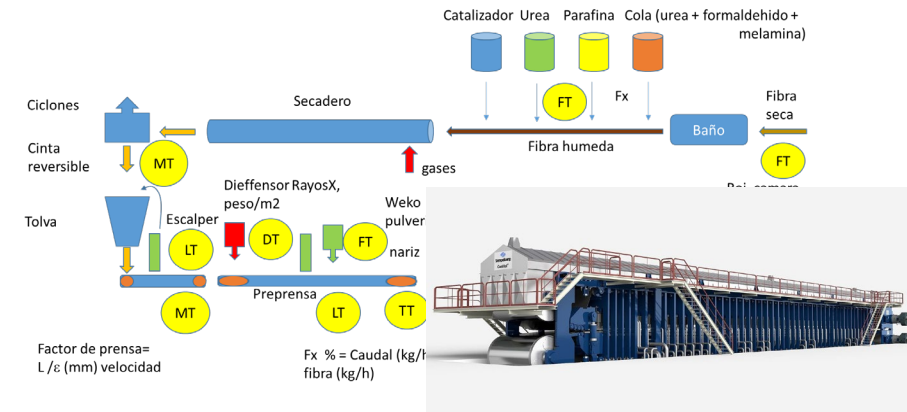 Catalizador
Urea
Parafina
Cola (urea + formaldehido +
melamina)
Ciclones
Secadero
FT
Fx
Fibra
seca
Baño
Cinta
reversible
MT
Fibra humeda
FT
gases
Dieffensor RayosX,
peso/m2
Weko
Tolva
Escalper
LT
DT
FT
nariz
Preprensa
MT
LT
TT
Factor de prensa=
L /ε (mm) velocidad
Fx % = Caudal (kg/h
fibra (kg/h)